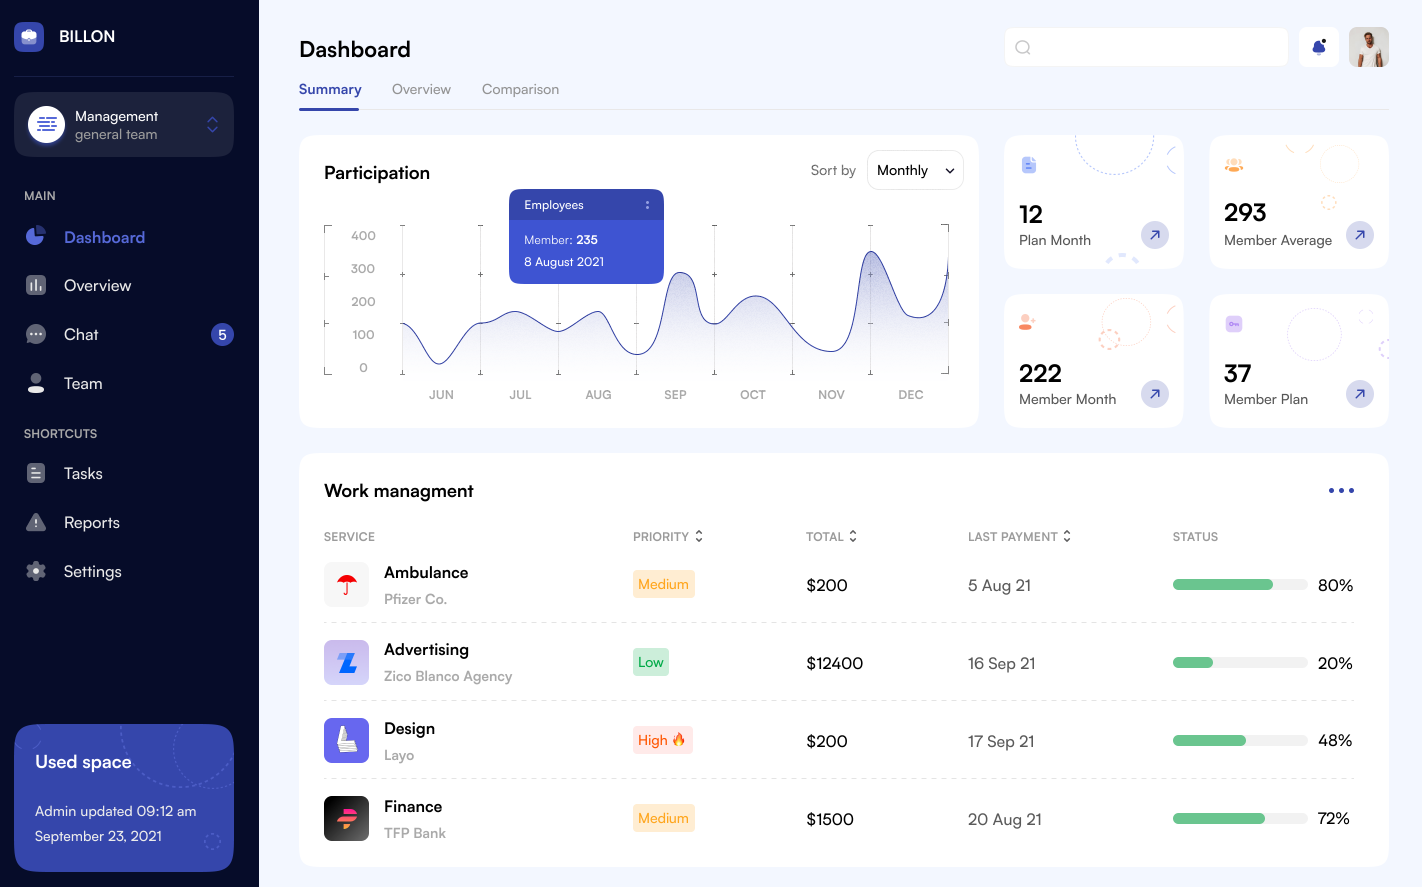 BILLON
Management
general team
MAIN
Dashboard
Overview
Chat 5
Team
SHORTCUTS
Tasks
Reports
Settings
Used space
Admin updated 09:12 am
September 23, 2021
Dashboard
Summary Overview Comparison
Participation
Sort by Monthly
Employees
Member: 235
8 August 2021
400
300
200
100
0
JUN JUL AUG SEP OCT NOV DEC
12
Plan Month
293
Member Average
222
Member Month
37
Member Plan
Work managment
SERVICE PRIORITY TOTAL LAST PAYMENT STATUS
Ambulance
Pfizer Co.
Medium $200 5 Aug 21 80%
Advertising
Zico Blanco Agency
Low $12400 16 Sep 21 20%
Design
Layo
High 🔥 $200 17 Sep 21 48%
Finance
TFP Bank
Medium $1500 20 Aug 21 72%